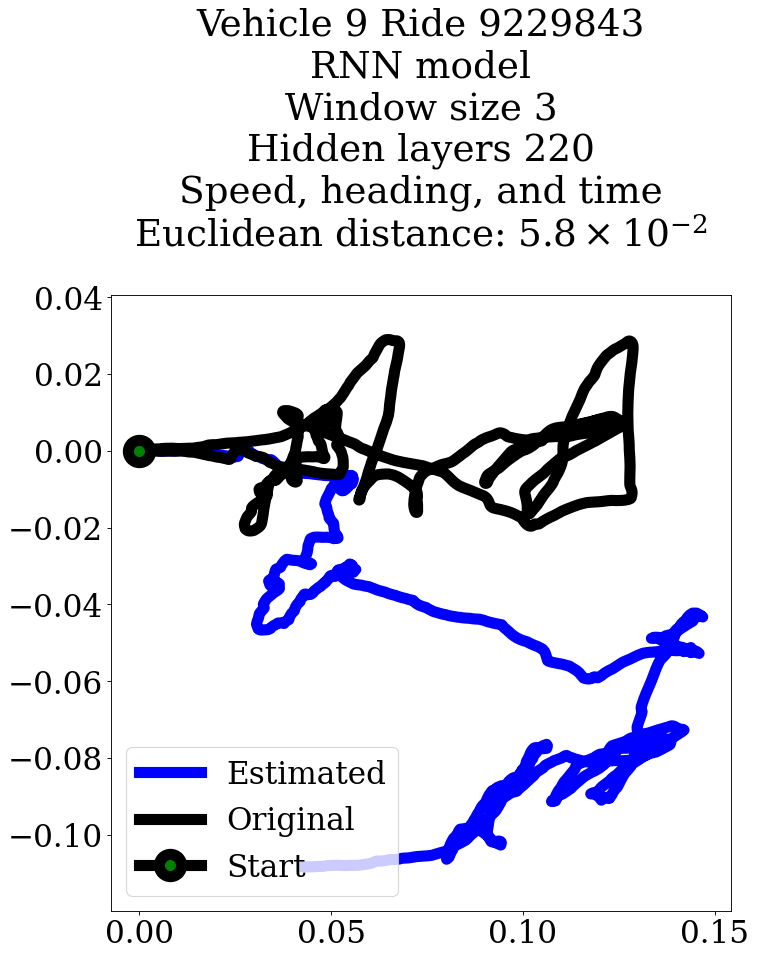 Vehicle 9 Ride 9229843
RNN model
Window size 3
Hidden layers 220
Speed, heading, and time
Euclidean distance: 5.8 × 10⁻²
0.04
0.02
0.00
−0.02
−0.04
−0.06
−0.08
−0.10
Estimated
Original
Start
0.00 0.05 0.10 0.15